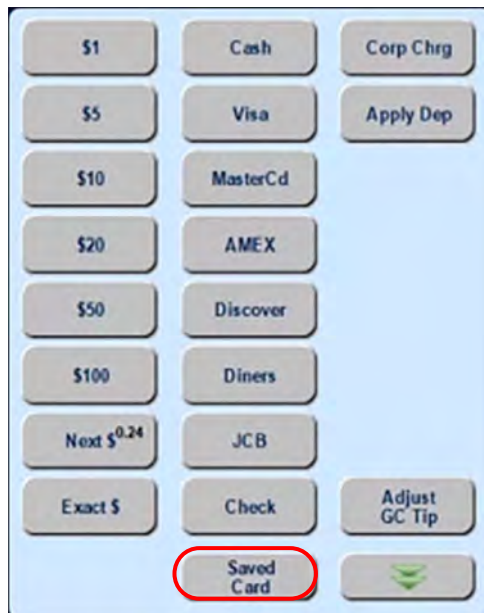 $1 Cash Corp Chrg
$5 Visa Apply Dep
$10 MasterCd
$20 AMEX
$50 Discover
$100 Diners
Next $0.24 JCB
Exact $ Check Adjust
GC Tip
Saved
Card